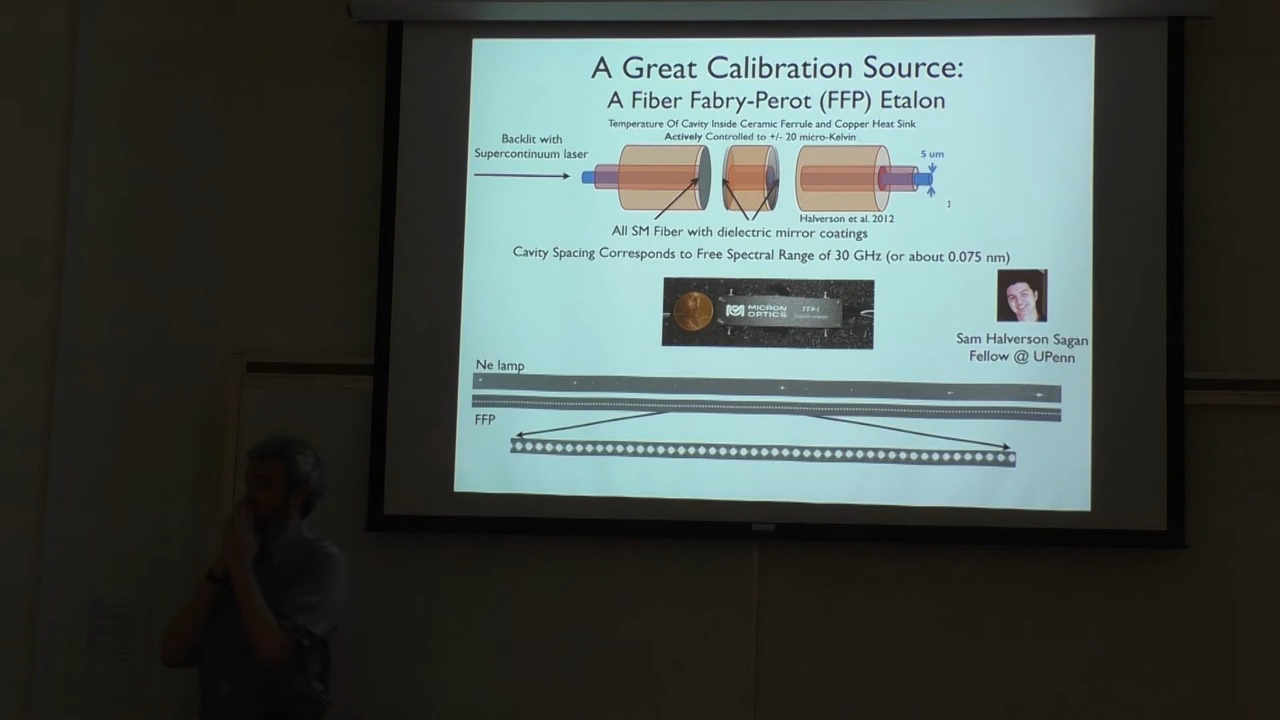 A Great Calibration Source:
A Fiber Fabry-Perot (FFP) Etalon
Temperature Of Cavity Inside Ceramic Ferrule and Copper Heat Sink
Actively Controlled to +/- 20 micro-Kelvin
Backlit with
Supercontinuum laser
5 um
Halverson et al. 2012
All SM Fiber with dielectric mirror coatings
Cavity Spacing Corresponds to Free Spectral Range of 30 GHz (or about 0.075 nm)
MICRON
OPTICS
FFP-I
Sam Halverson Sagan
Fellow @ UPenn
Ne lamp
FFP